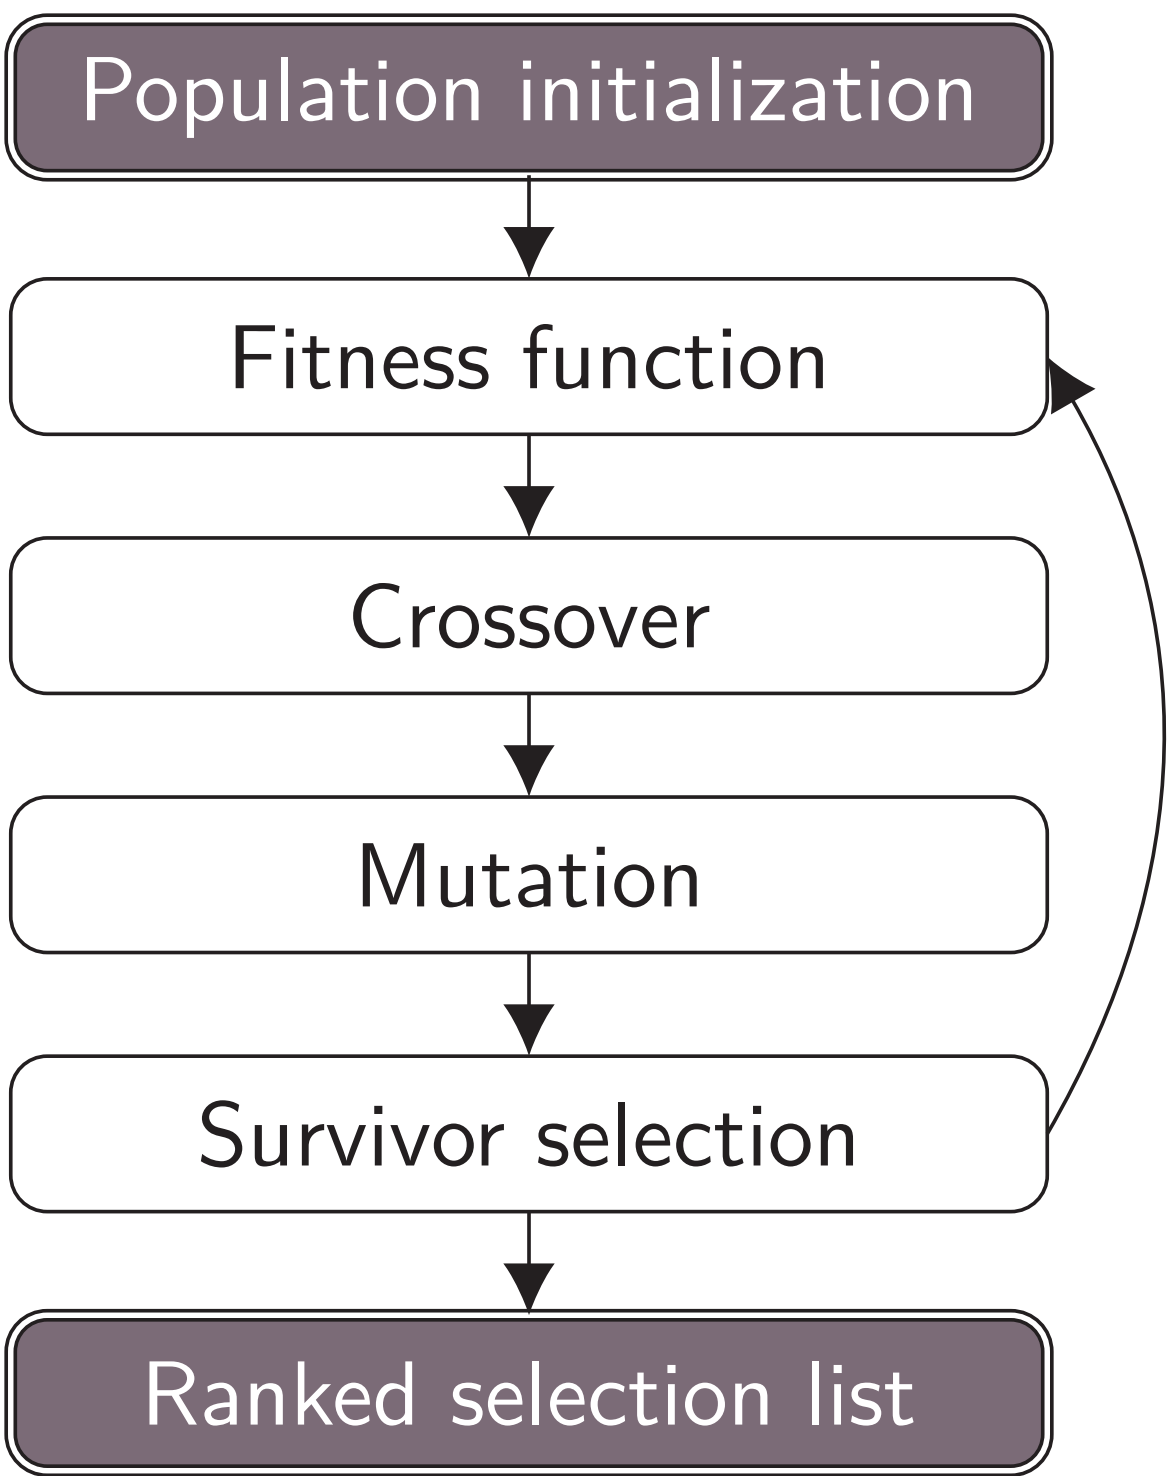 Population initialization
Fitness function
Crossover
Mutation
Survivor selection
Ranked selection list